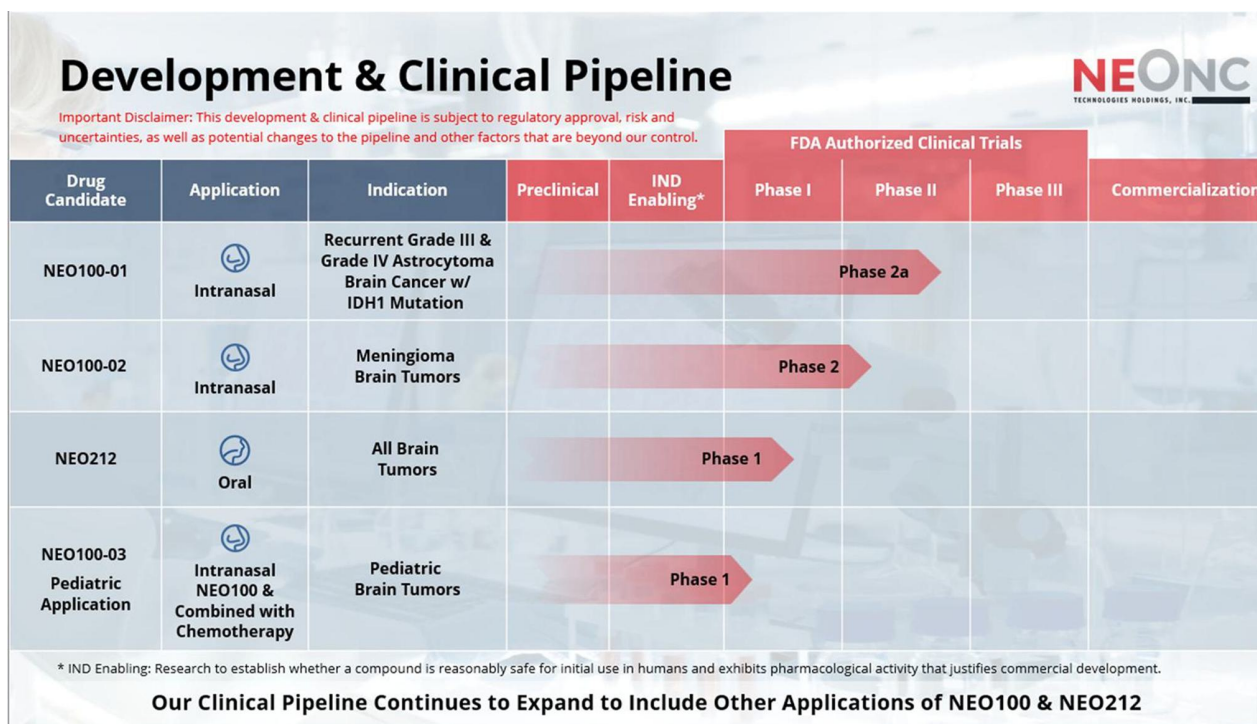 Development & Clinical Pipeline
NEONC
TECHNOLOGIES HOLDINGS, INC.
Important Disclaimer: This development & clinical pipeline is subject to regulatory approval, risk and
uncertainties, as well as potential changes to the pipeline and other factors that are beyond our control.
FDA Authorized Clinical Trials
Drug
Candidate
Application
Indication
Preclinical
IND
Enabling*
Phase I
Phase II
Phase III
Commercialization
NEO100-01
Intranasal
Recurrent Grade III &
Grade IV Astrocytoma
Brain Cancer w/
IDH1 Mutation
Phase 2a
NEO100-02
Intranasal
Meningioma
Brain Tumors
Phase 2
NEO212
Oral
All Brain
Tumors
Phase 1
NEO100-03
Pediatric
Application
Intranasal
NEO100 &
Combined with
Chemotherapy
Pediatric
Brain Tumors
Phase 1
* IND Enabling: Research to establish whether a compound is reasonably safe for initial use in humans and exhibits pharmacological activity that justifies commercial development.
Our Clinical Pipeline Continues to Expand to Include Other Applications of NEO100 & NEO212